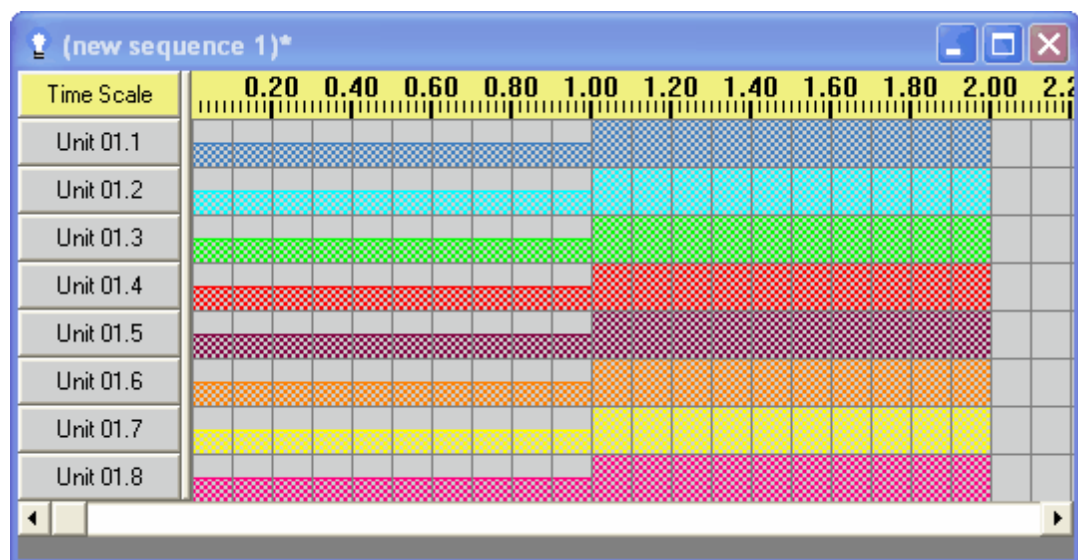 (new sequence 1)*
Time Scale 0.20 0.40 0.60 0.80 1.00 1.20 1.40 1.60 1.80 2.00
Unit 01.1
Unit 01.2
Unit 01.3
Unit 01.4
Unit 01.5
Unit 01.6
Unit 01.7
Unit 01.8